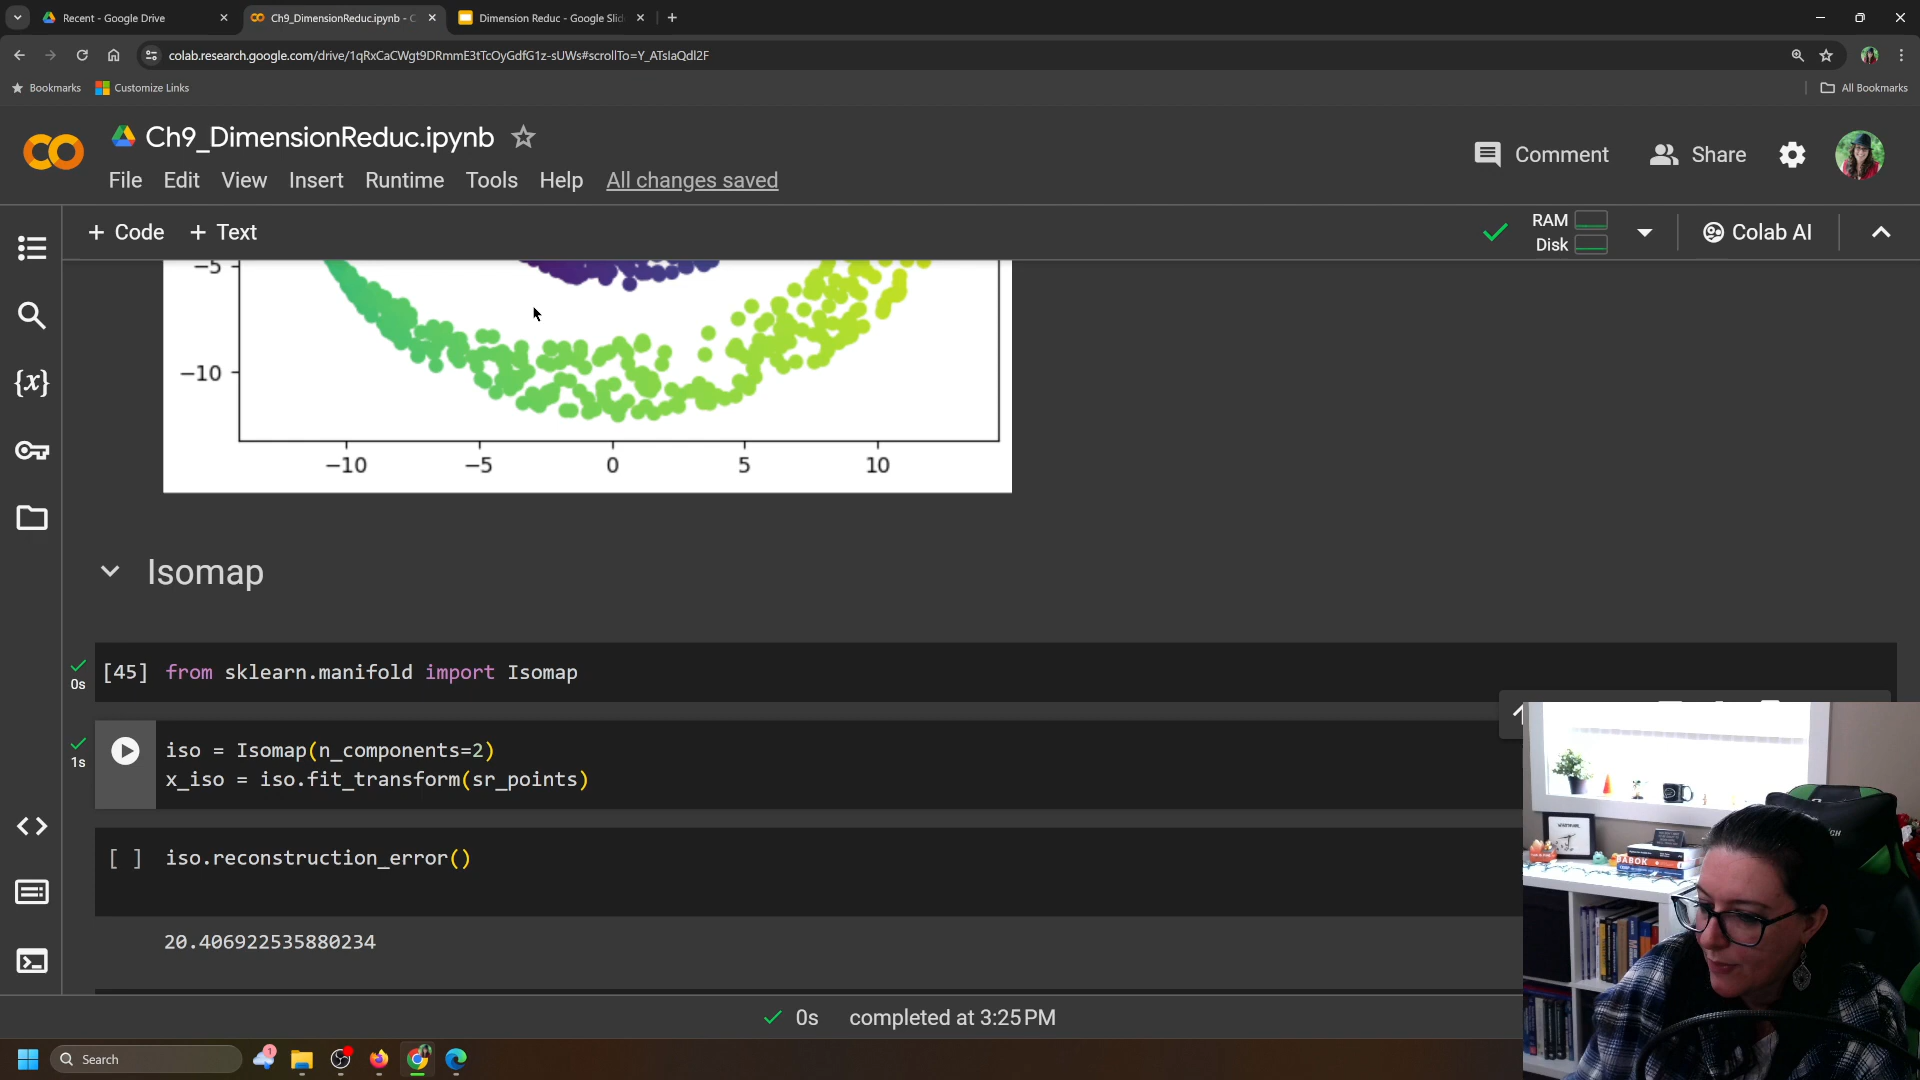 Recent - Google Drive
Ch9_DimensionReduc.ipynb - C
Dimension Reduc - Google Slid
colab.research.google.com/drive/1qRxCaCWgt9DRmmE3tTcOyGdfG1z-sUWs#scrollTo=Y_ATsIaQdl2F
Bookmarks
Customize Links
All Bookmarks
Ch9_DimensionReduc.ipynb
Comment
Share
File Edit View Insert Runtime Tools Help All changes saved
+ Code + Text
RAM
Disk
Colab AI
{x}
−5
−10
−10 −5 0 5 10
Isomap
0s
[45] from sklearn.manifold import Isomap
1s
iso = Isomap(n_components=2)
x_iso = iso.fit_transform(sr_points)
[ ] iso.reconstruction_error()
20.406922535880234
BABOK
0s completed at 3:25 PM
Search
1